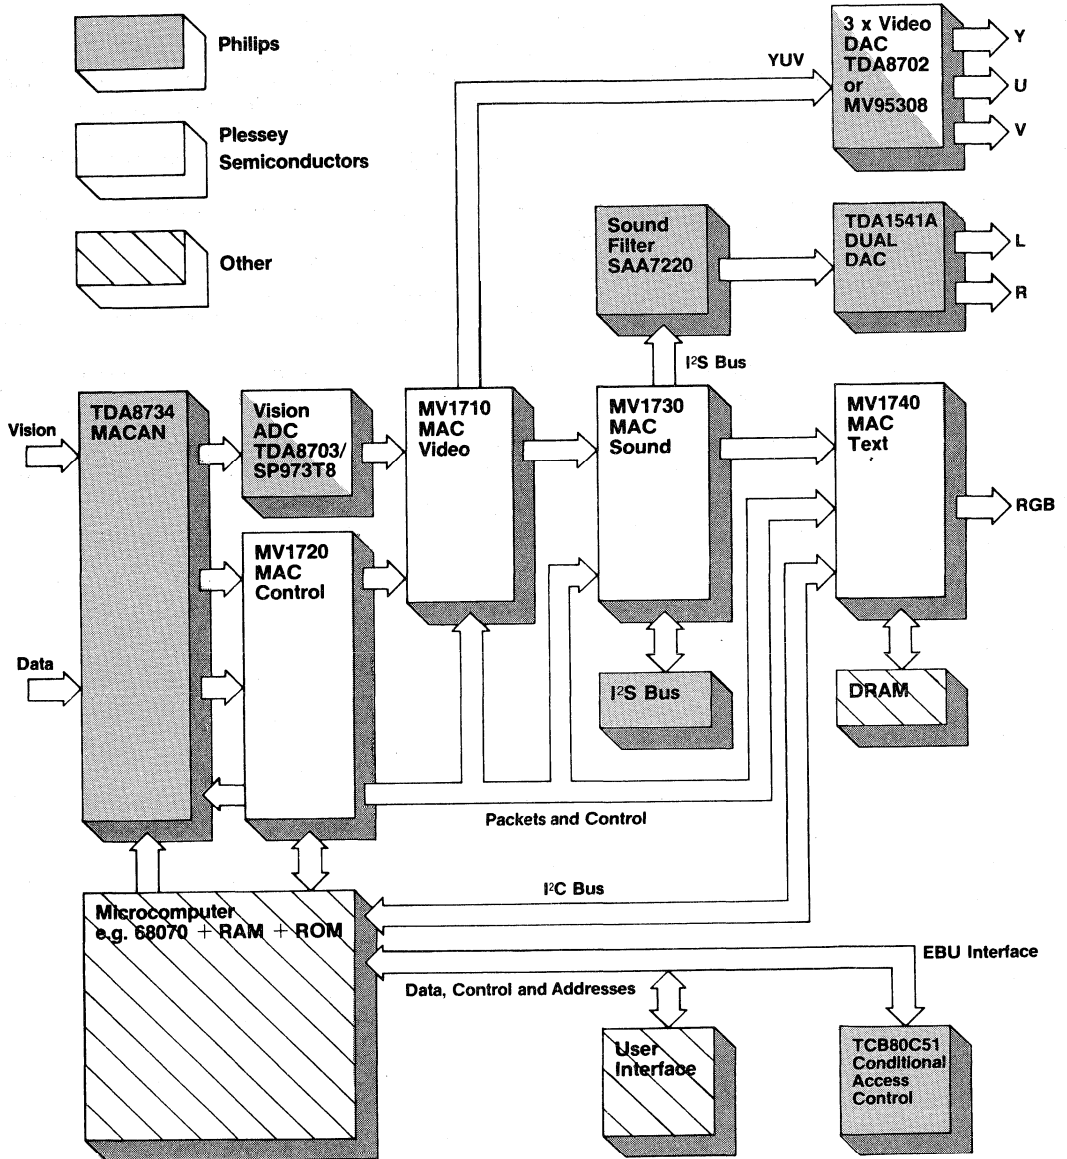 Philips
Plessey
Semiconductors
Other
3 x Video
DAC
TDA8702
or
MV95308
YUV
Y
U
V
Sound
Filter
SAA7220
TDA1541A
DUAL
DAC
L
R
I²S Bus
Vision
TDA8734
MACAN
Vision
ADC
TDA8703/
SP973T8
MV1710
MAC
Video
MV1730
MAC
Sound
MV1740
MAC
Text
RGB
MV1720
MAC
Control
Data
I²S Bus
DRAM
Packets and Control
I²C Bus
Microcomputer
e.g. 68070 + RAM + ROM
EBU Interface
Data, Control and Addresses
User
Interface
TCB80C51
Conditional
Access
Control